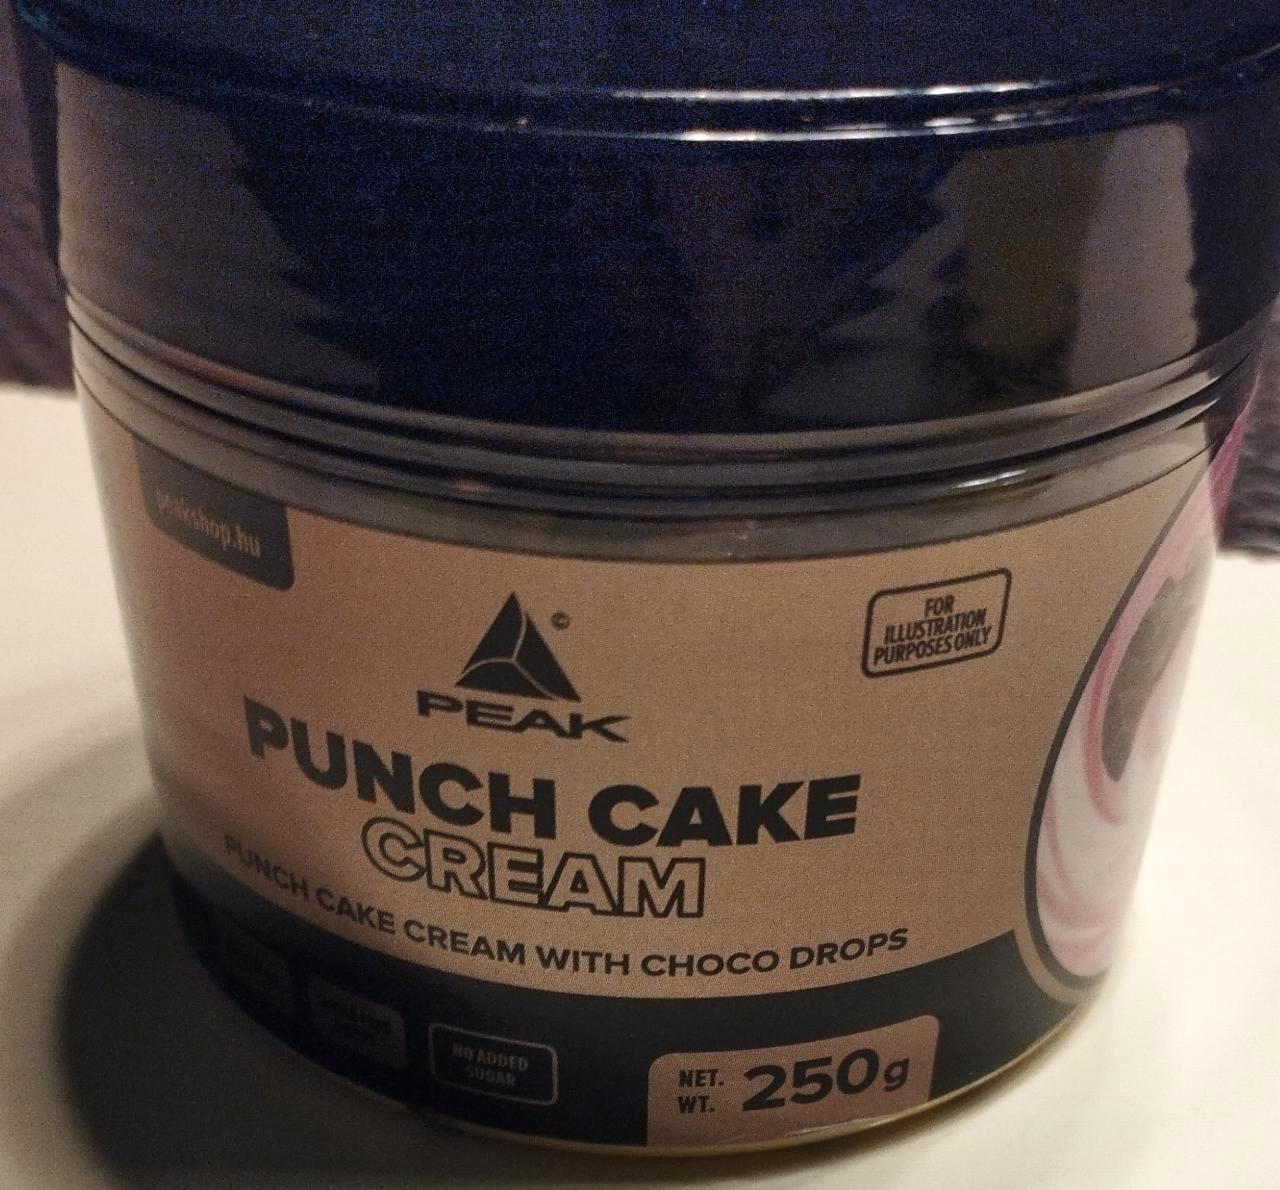 peakshop.hu
©
PEAK
FOR
ILLUSTRATION
PURPOSES ONLY
PUNCH CAKE
CREAM
PUNCH CAKE CREAM WITH CHOCO DROPS
NO ADDED
SUGAR
NET.
WT.
250g